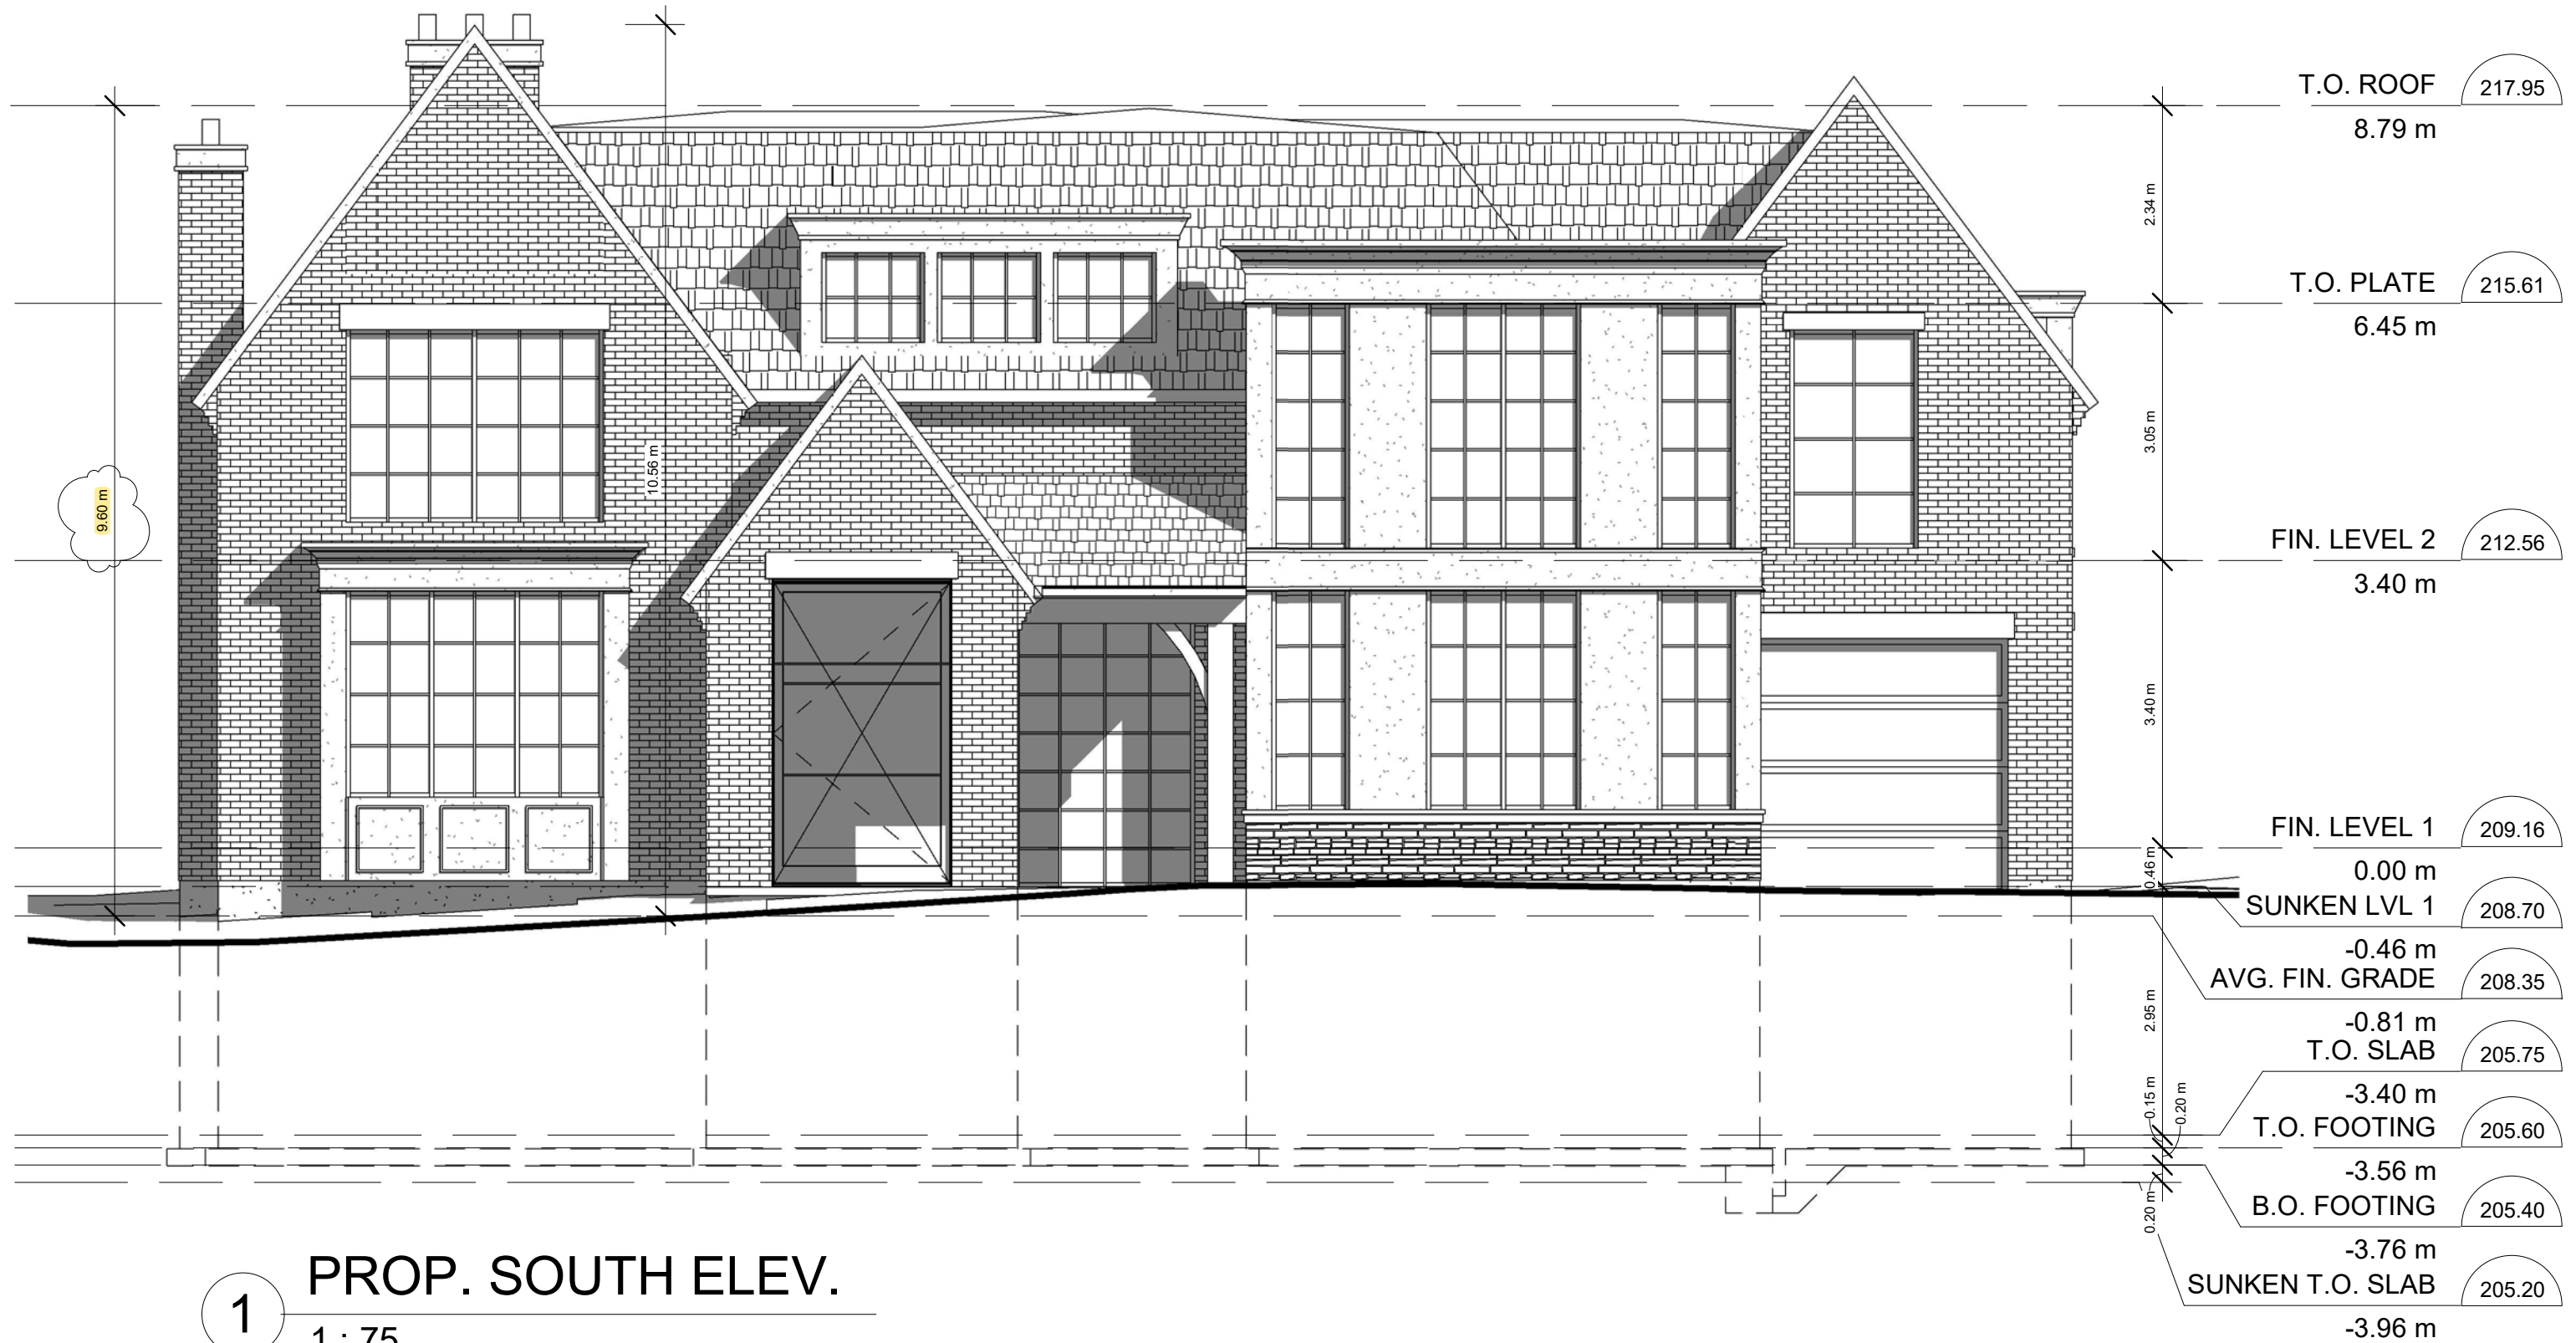 T.O. ROOF 217.95
8.79 m
2.34 m
T.O. PLATE 215.61
6.45 m
3.05 m
10.56 m
9.60 m
FIN. LEVEL 2 212.56
3.40 m
3.40 m
FIN. LEVEL 1 209.16
0.00 m
0.46 m
SUNKEN LVL 1 208.70
-0.46 m
AVG. FIN. GRADE 208.35
-0.81 m
2.95 m
T.O. SLAB 205.75
-3.40 m
0.15 m
0.20 m
T.O. FOOTING 205.60
-3.56 m
B.O. FOOTING 205.40
-3.76 m
0.20 m
SUNKEN T.O. SLAB 205.20
-3.96 m
1 PROP. SOUTH ELEV.
1 : 75